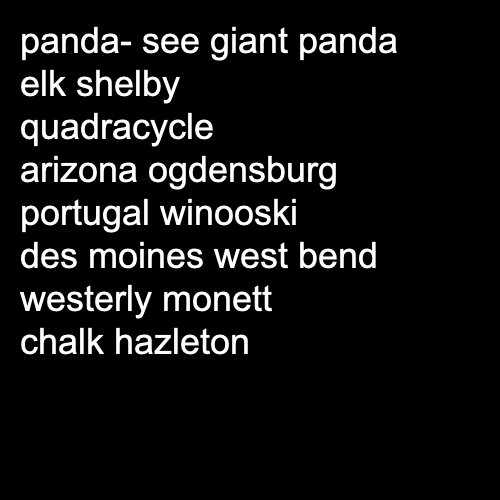 panda- see giant panda
elk shelby
quadracycle
arizona ogdensburg
portugal winooski
des moines west bend
westerly monett
chalk hazleton